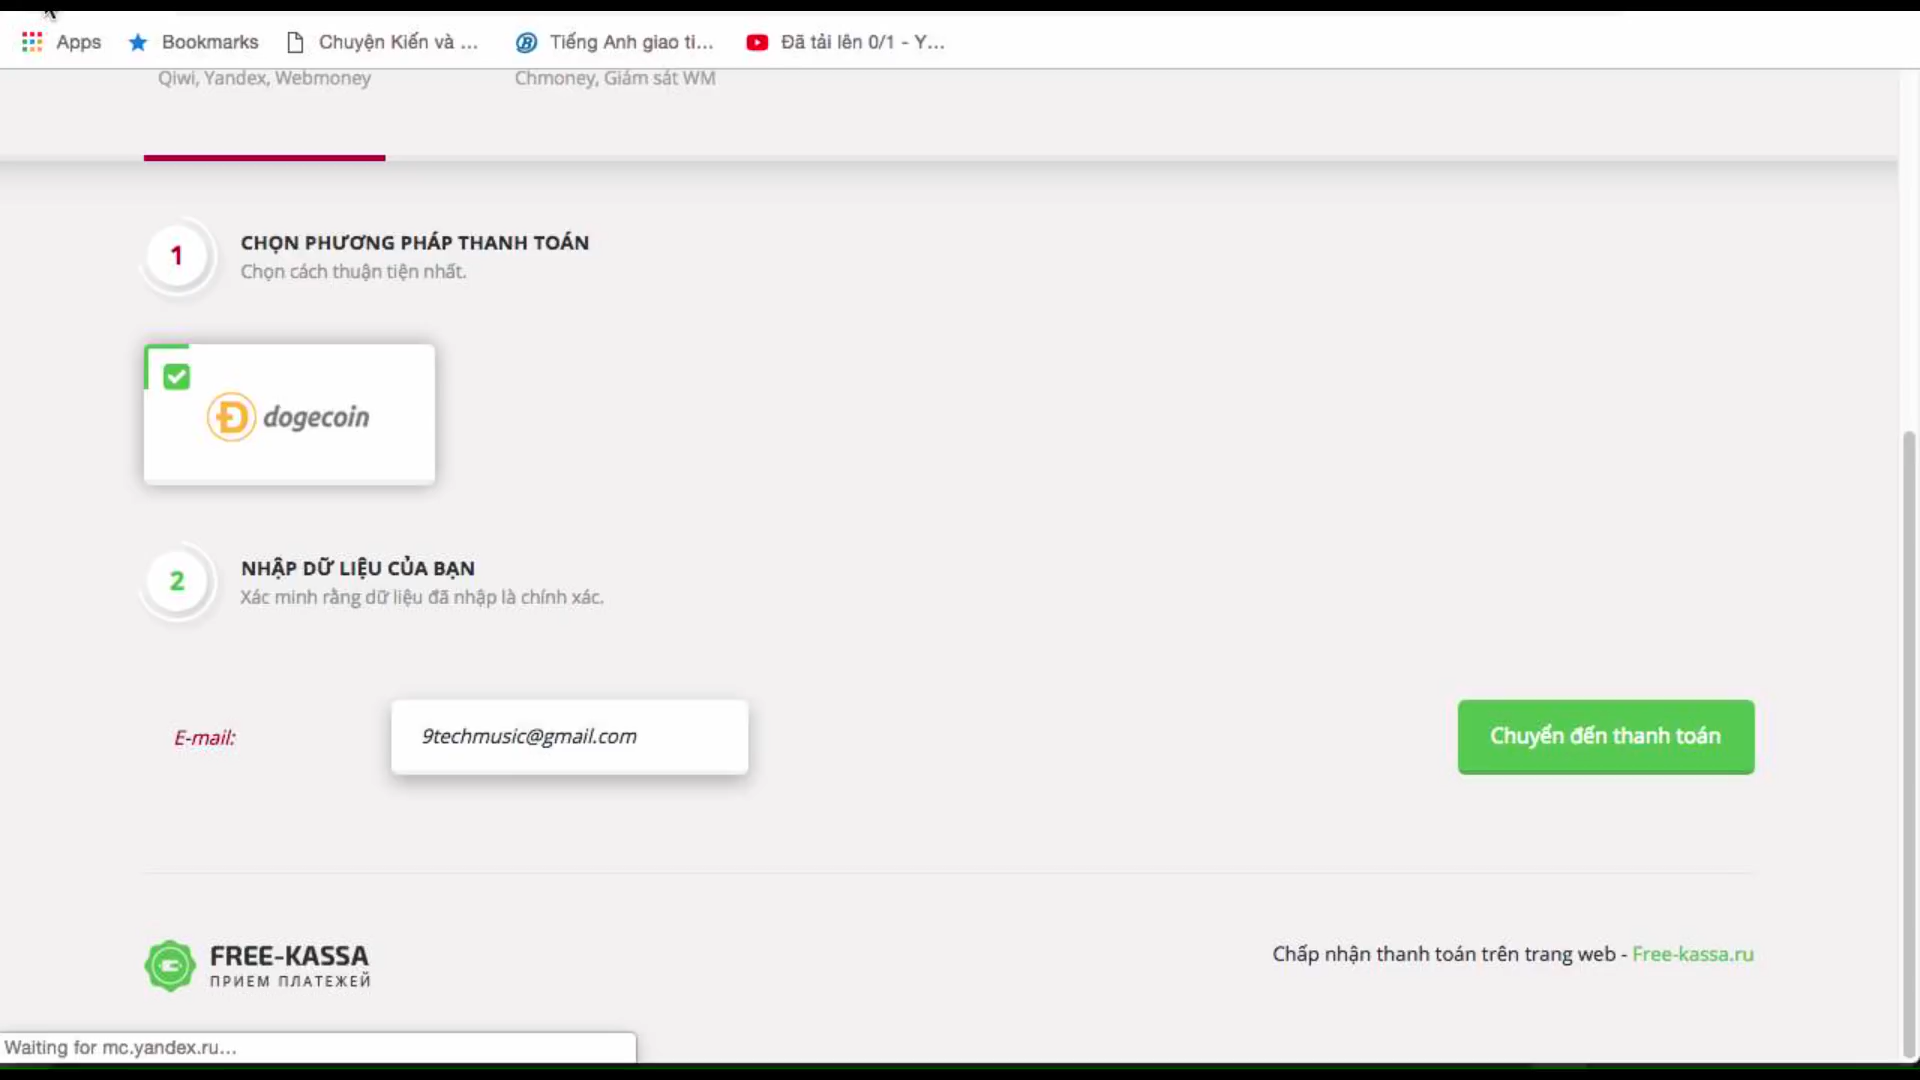 Apps Bookmarks Chuyện Kiến và ... Tiếng Anh giao ti... Đã tải lên 0/1 - Y...
Qiwi, Yandex, Webmoney Chmoney, Giám sát WM
1 CHỌN PHƯƠNG PHÁP THANH TOÁN
Chọn cách thuận tiện nhất.
dogecoin
2 NHẬP DỮ LIỆU CỦA BẠN
Xác minh rằng dữ liệu đã nhập là chính xác.
E-mail: 9techmusic@gmail.com Chuyển đến thanh toán
FREE-KASSA
ПРИЕМ ПЛАТЕЖЕЙ
Chấp nhận thanh toán trên trang web - Free-kassa.ru
Waiting for mc.yandex.ru...